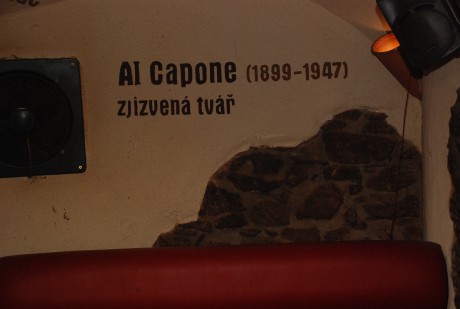 Al Capone (1899-1947)
zjizvená tvář